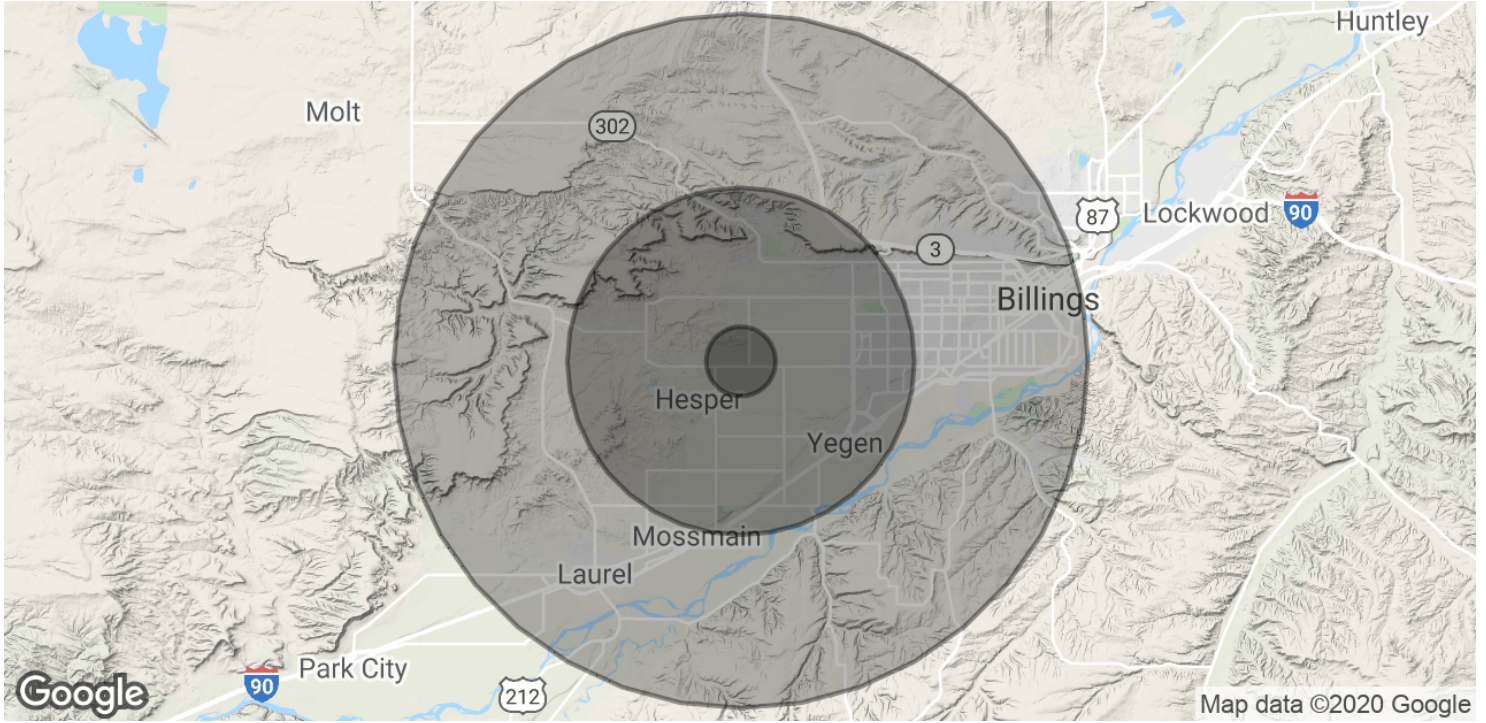 Huntley
Molt
302
87
Lockwood
90
3
Billings
Hesper
Yegen
Mossmain
Laurel
Park City
90
212
Google
Map data ©2020 Google